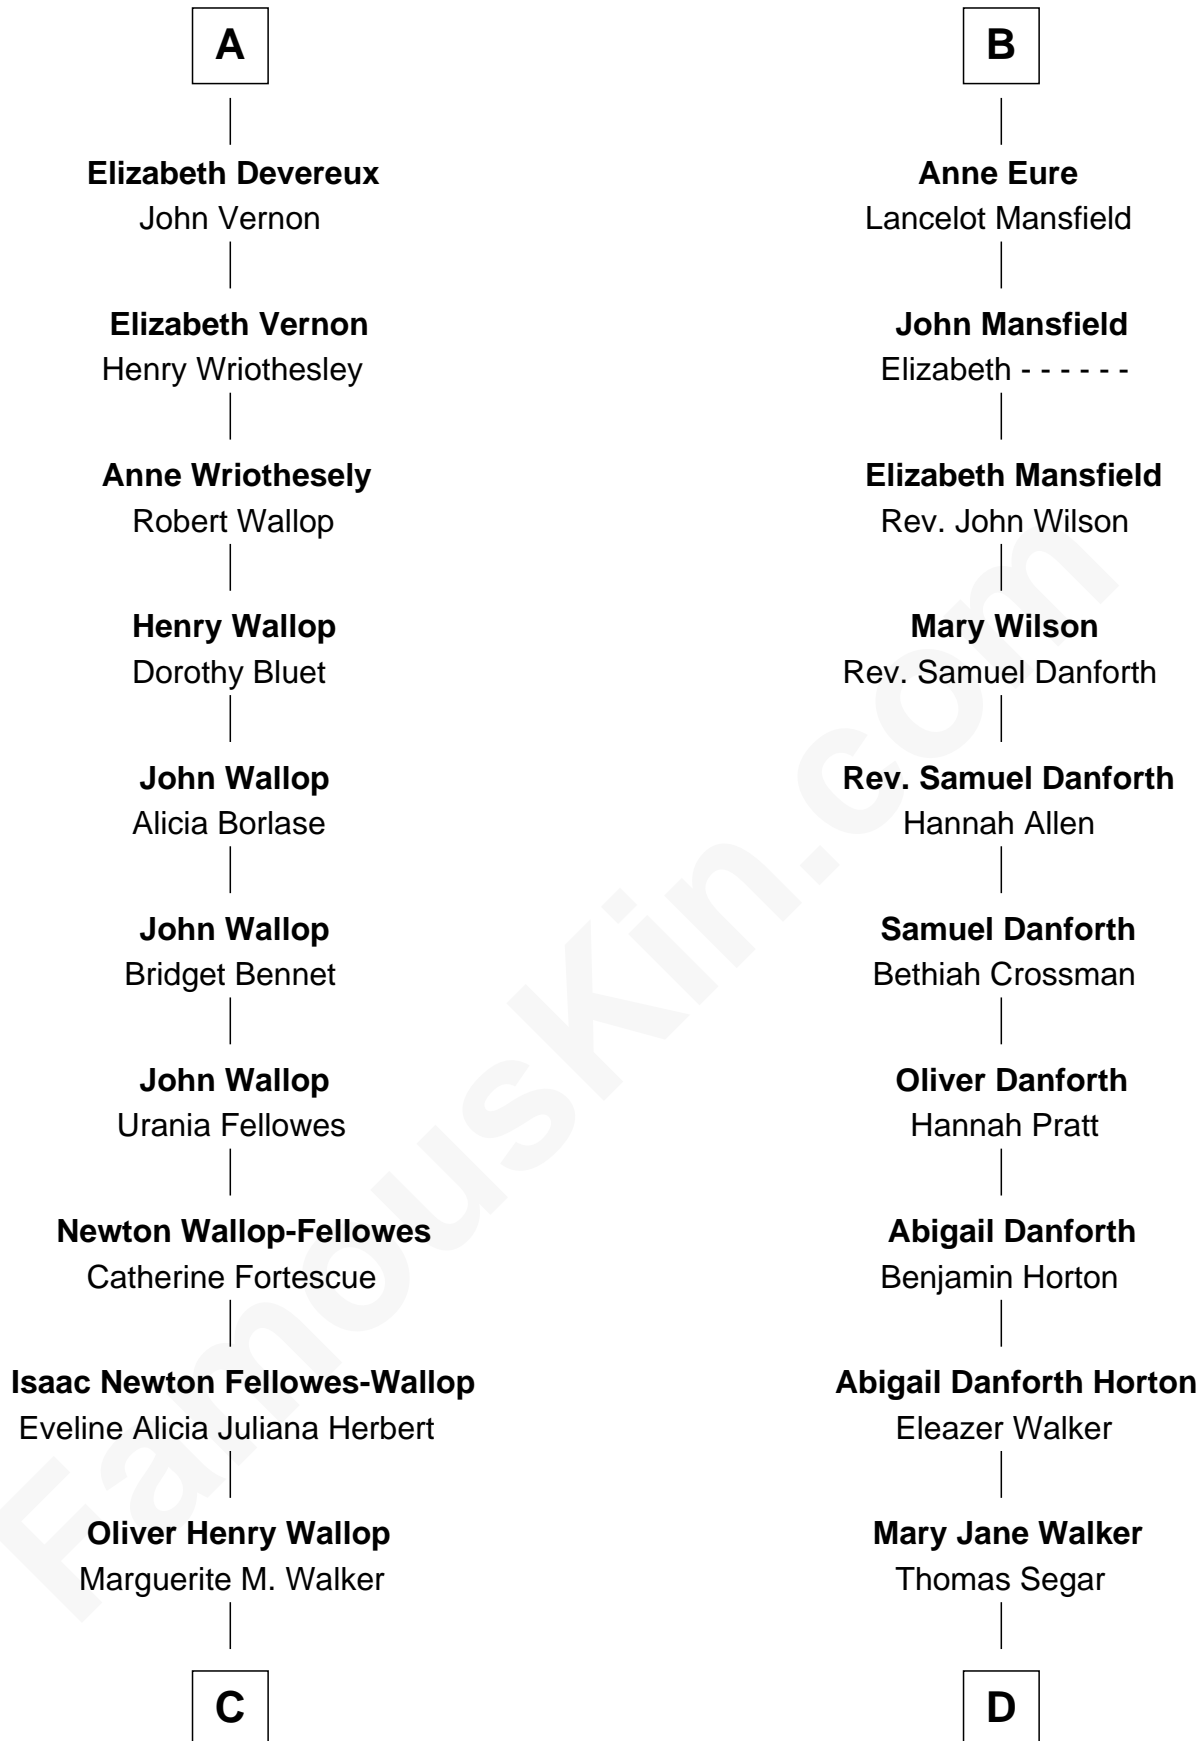 A
Elizabeth Devereux
John Vernon
Elizabeth Vernon
Henry Wriothesley
Anne Wriothesely
Robert Wallop
Henry Wallop
Dorothy Bluet
John Wallop
Alicia Borlase
John Wallop
Bridget Bennet
John Wallop
Urania Fellowes
Newton Wallop-Fellowes
Catherine Fortescue
Isaac Newton Fellowes-Wallop
Eveline Alicia Juliana Herbert
Oliver Henry Wallop
Marguerite M. Walker
C
B
Anne Eure
Lancelot Mansfield
John Mansfield
Elizabeth - - - - - -
Elizabeth Mansfield
Rev. John Wilson
Mary Wilson
Rev. Samuel Danforth
Rev. Samuel Danforth
Hannah Allen
Samuel Danforth
Bethiah Crossman
Oliver Danforth
Hannah Pratt
Abigail Danforth
Benjamin Horton
Abigail Danforth Horton
Eleazer Walker
Mary Jane Walker
Thomas Segar
D
FamousKin.com